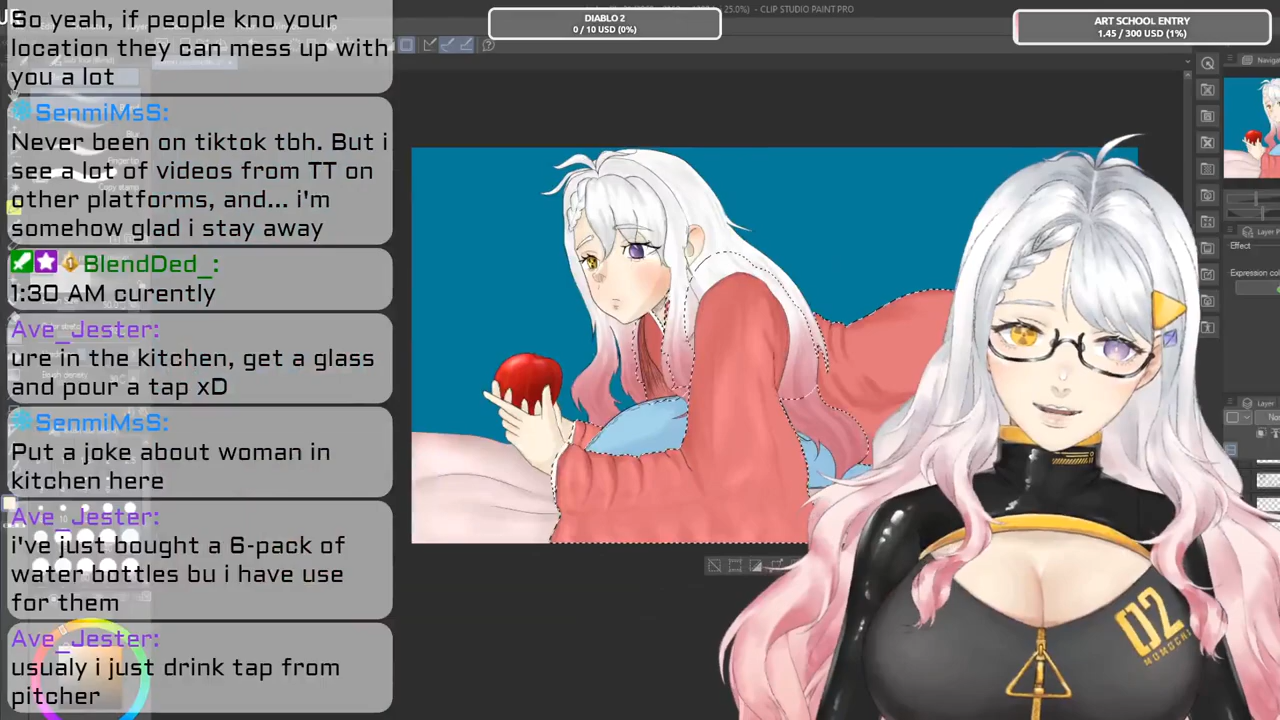 So yeah, if people kno your
location they can mess up with
you a lot
SenmiMsS:
Never been on tiktok tbh. But i
see a lot of videos from TT on
other platforms, and... i'm
somehow glad i stay away
BlendDed_:
1:30 AM curently
Ave_Jester:
ure in the kitchen, get a glass
and pour a tap xD
SenmiMsS:
Put a joke about woman in
kitchen here
Ave_Jester:
i've just bought a 6-pack of
water bottles bu i have use
for them
Ave_Jester:
usualy i just drink tap from
pitcher
DIABLO 2
0 / 10 USD (0%)
CLIP STUDIO PAINT PRO
ART SCHOOL ENTRY
1.45 / 300 USD (1%)
Effect
Expression co
Layer
02
MOMOCHI